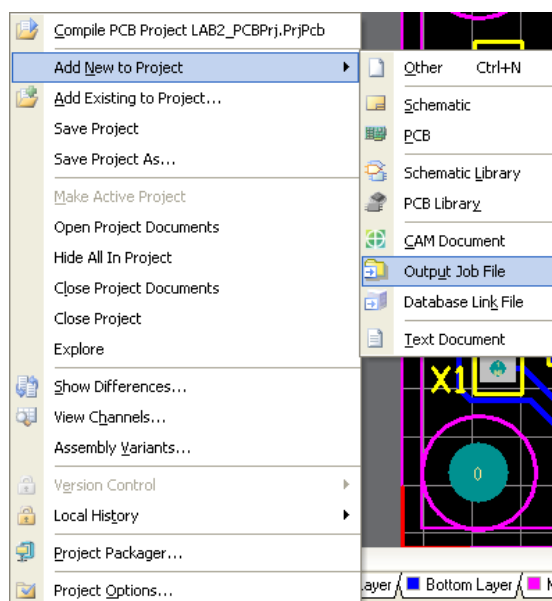 Compile PCB Project LAB2_PCBPrj.PrjPcb
Add New to Project
Add Existing to Project...
Save Project
Save Project As...
Make Active Project
Open Project Documents
Hide All In Project
Close Project Documents
Close Project
Explore
Show Differences...
View Channels...
Assembly Variants...
Version Control
Local History
Project Packager...
Project Options...
Other Ctrl+N
Schematic
PCB
Schematic Library
PCB Library
CAM Document
Output Job File
Database Link File
Text Document
X1
0
ayer
Bottom Layer